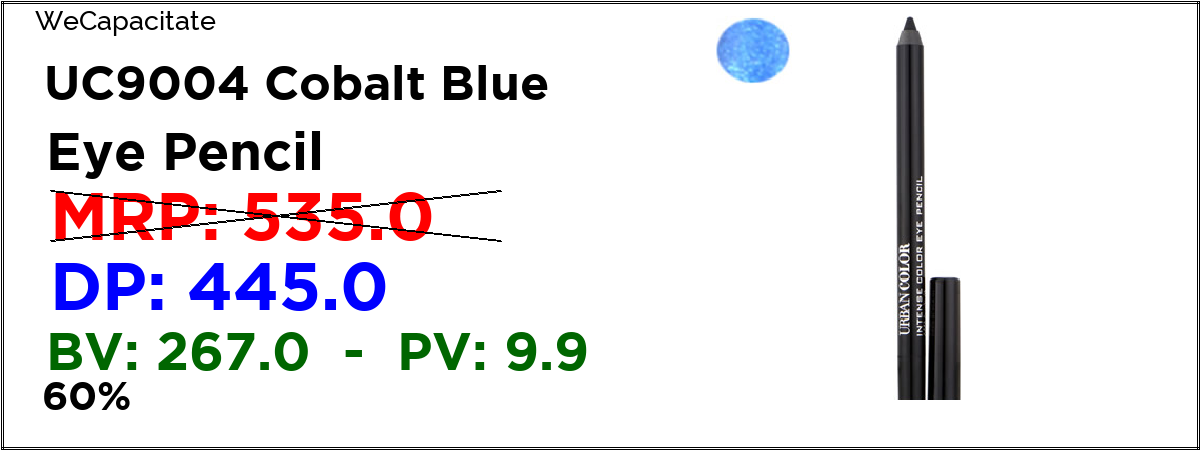 WeCapacitate
UC9004 Cobalt Blue
Eye Pencil
MRP: 535.0
DP: 445.0
BV: 267.0 - PV: 9.9
60%
URBAN COLOR
INTENSE COLOR EYE PENCIL